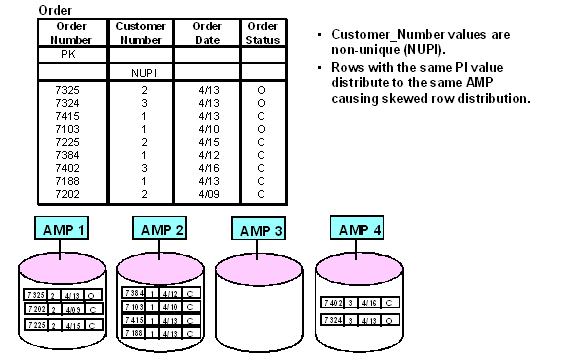 Order
Order Number Customer Number Order Date Order Status
PK
NUPI
7325 2 4/13 O
7324 3 4/13 O
7415 1 4/13 C
7103 1 4/10 O
7225 2 4/15 C
7384 1 4/12 C
7402 3 4/16 C
7188 1 4/13 C
7202 2 4/09 C
• Customer_Number values are
non-unique (NUPI).
• Rows with the same PI value
distribute to the same AMP
causing skewed row distribution.
AMP 1 AMP 2 AMP 3 AMP 4
7325 2 4/13 O
7202 2 4/09 C
7225 2 4/15 C
7384 1 4/12 C
7103 1 4/10 C
7415 1 4/13 C
7188 1 4/13 C
7402 3 4/16 C
7324 3 4/13 O